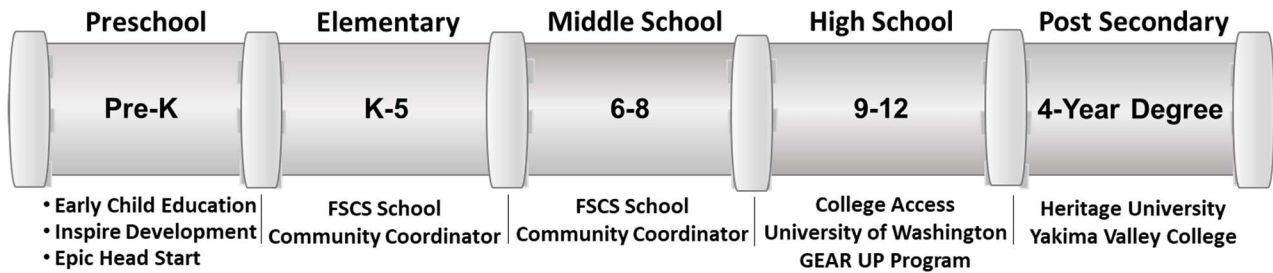 Preschool
Elementary
Middle School
High School
Post Secondary
Pre-K
K-5
6-8
9-12
4-Year Degree
• Early Child Education
• Inspire Development
• Epic Head Start
FSCS School
Community Coordinator
FSCS School
Community Coordinator
College Access
University of Washington
GEAR UP Program
Heritage University
Yakima Valley College